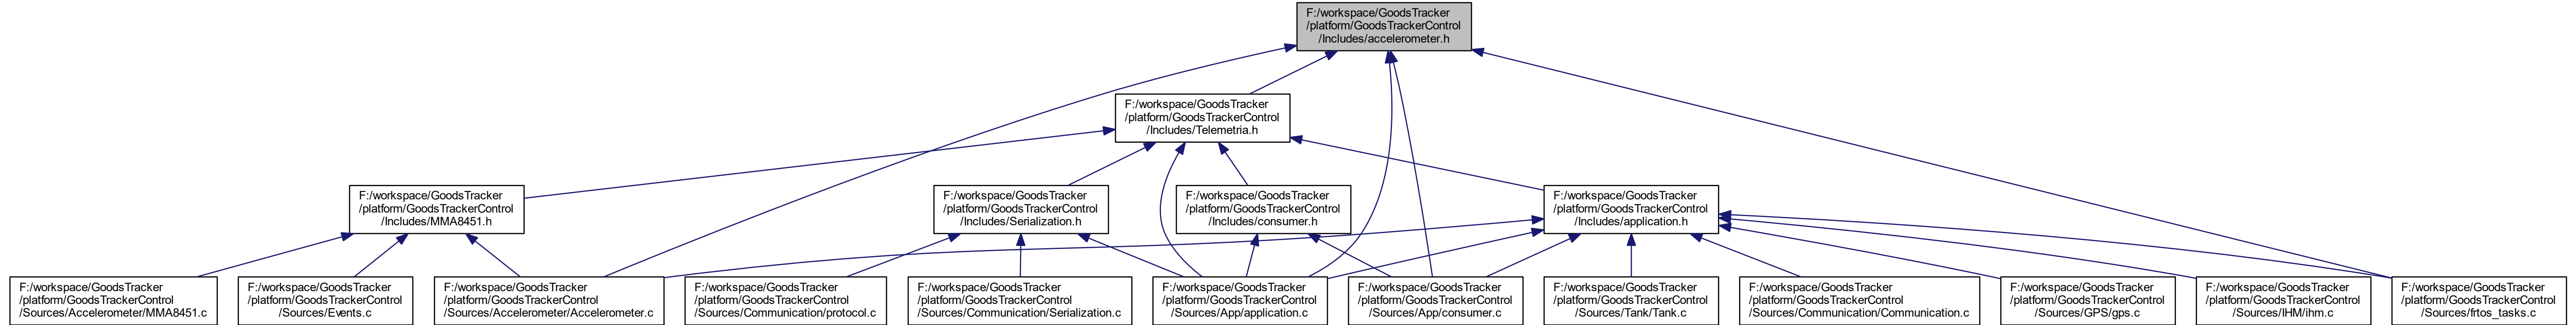 F:/workspace/GoodsTracker
/platform/GoodsTrackerControl
/Includes/accelerometer.h
F:/workspace/GoodsTracker
/platform/GoodsTrackerControl
/Includes/Telemetria.h
F:/workspace/GoodsTracker
/platform/GoodsTrackerControl
/Includes/MMA8451.h
F:/workspace/GoodsTracker
/platform/GoodsTrackerControl
/Includes/Serialization.h
F:/workspace/GoodsTracker
/platform/GoodsTrackerControl
/Includes/consumer.h
F:/workspace/GoodsTracker
/platform/GoodsTrackerControl
/Includes/application.h
F:/workspace/GoodsTracker
/platform/GoodsTrackerControl
/Sources/Accelerometer/MMA8451.c
F:/workspace/GoodsTracker
/platform/GoodsTrackerControl
/Sources/Events.c
F:/workspace/GoodsTracker
/platform/GoodsTrackerControl
/Sources/Accelerometer/Accelerometer.c
F:/workspace/GoodsTracker
/platform/GoodsTrackerControl
/Sources/Communication/protocol.c
F:/workspace/GoodsTracker
/platform/GoodsTrackerControl
/Sources/Communication/Serialization.c
F:/workspace/GoodsTracker
/platform/GoodsTrackerControl
/Sources/App/application.c
F:/workspace/GoodsTracker
/platform/GoodsTrackerControl
/Sources/App/consumer.c
F:/workspace/GoodsTracker
/platform/GoodsTrackerControl
/Sources/Tank/Tank.c
F:/workspace/GoodsTracker
/platform/GoodsTrackerControl
/Sources/Communication/Communication.c
F:/workspace/GoodsTracker
/platform/GoodsTrackerControl
/Sources/GPS/gps.c
F:/workspace/GoodsTracker
/platform/GoodsTrackerControl
/Sources/IHM/ihm.c
F:/workspace/GoodsTracker
/platform/GoodsTrackerControl
/Sources/frtos_tasks.c